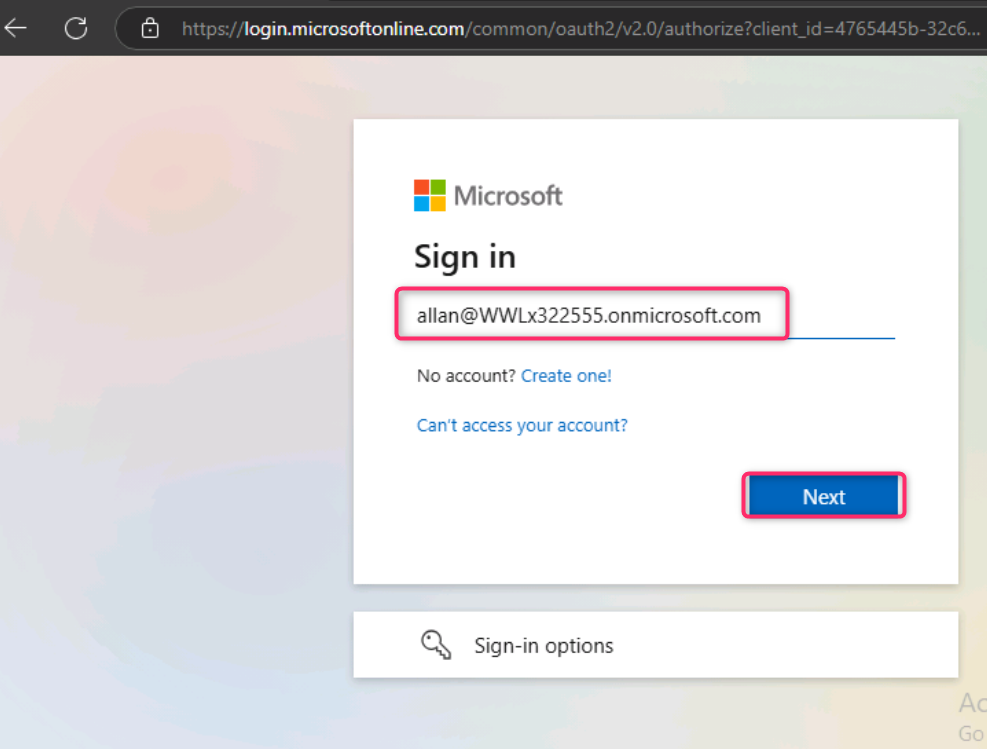 https://login.microsoftonline.com/common/oauth2/v2.0/authorize?client_id=4765445b-32c6...
Microsoft
Sign in
allan@WWLx322555.onmicrosoft.com
No account? Create one!
Can't access your account?
Next
Sign-in options
Ac
Go